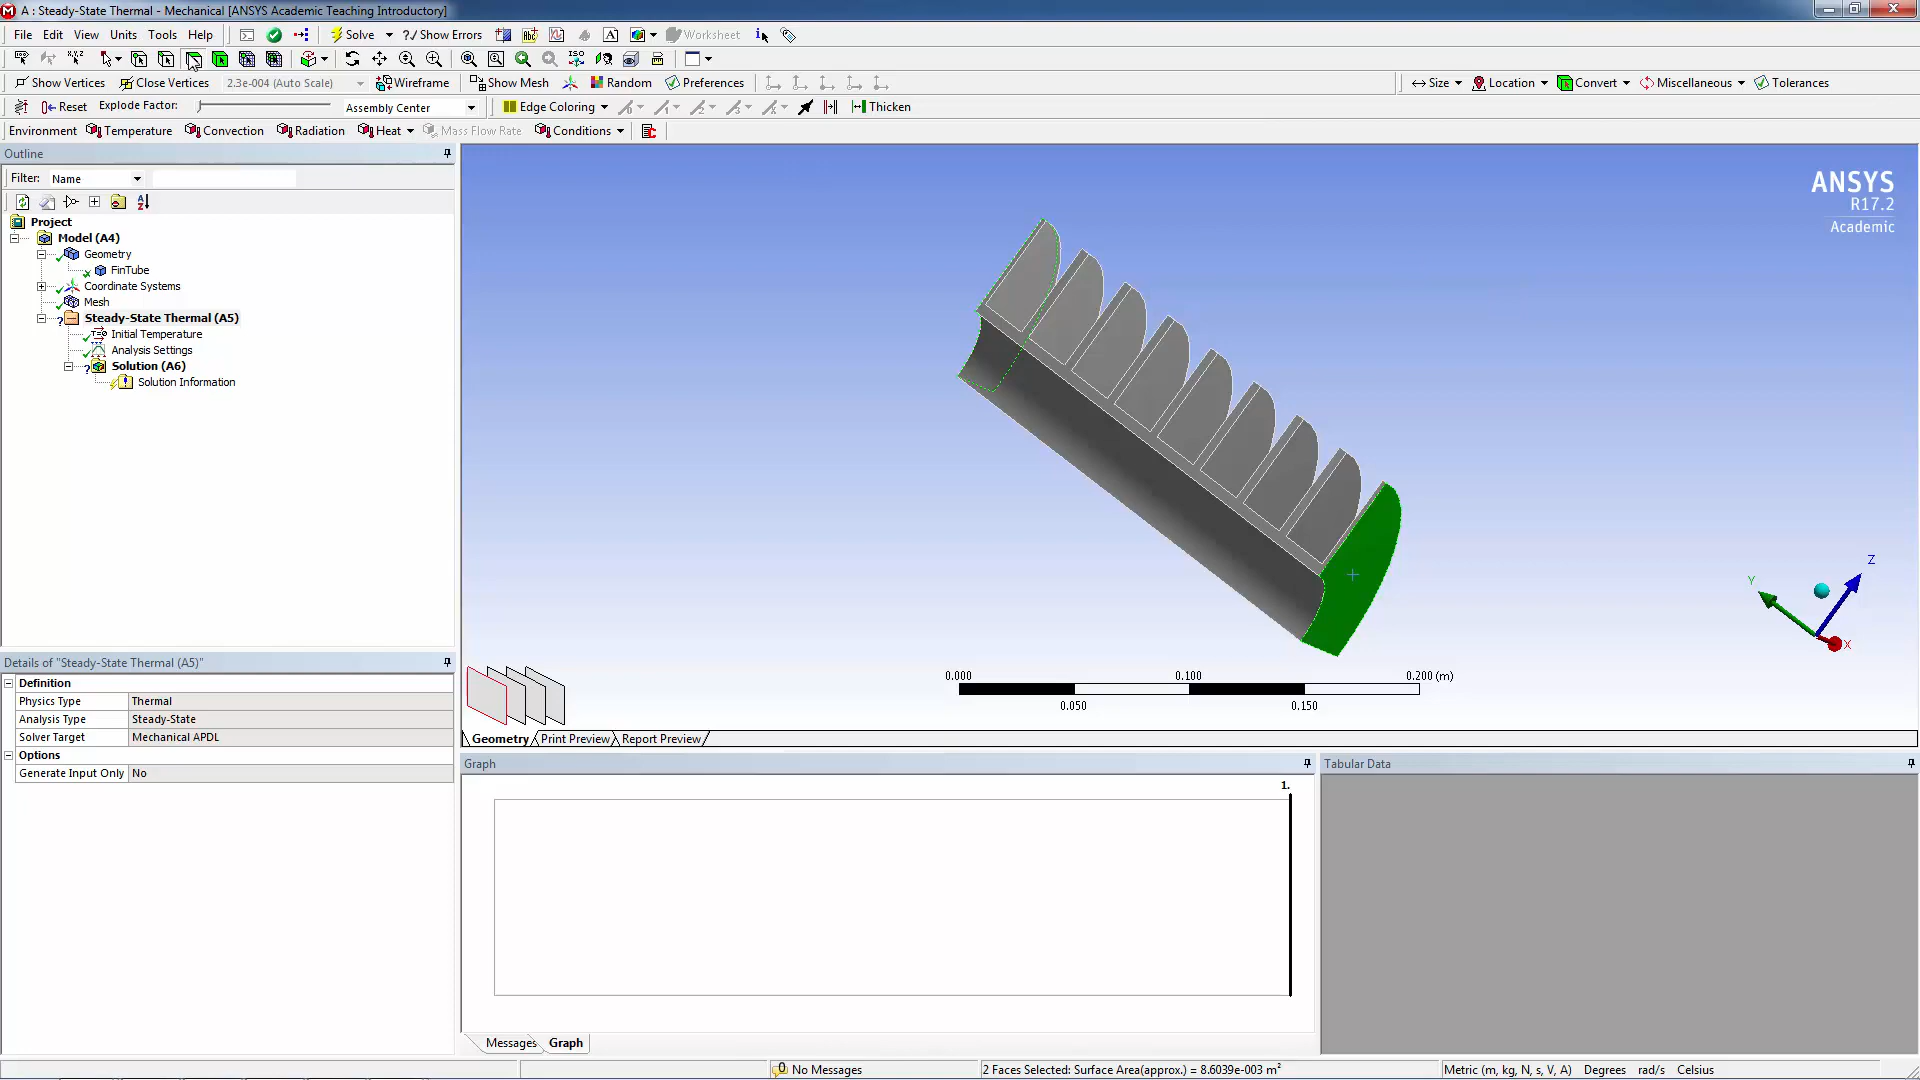 A : Steady-State Thermal - Mechanical [ANSYS Academic Teaching Introductory]
File Edit View Units Tools Help Solve ?/ Show Errors Worksheet
Show Vertices Close Vertices 2.3e-004 (Auto Scale) Wireframe Show Mesh Random Preferences Size Location Convert Miscellaneous Tolerances
Reset Explode Factor: Assembly Center Edge Coloring Thicken
Environment Temperature Convection Radiation Heat Mass Flow Rate Conditions
Outline
Filter: Name
Project
Model (A4)
Geometry
FinTube
Coordinate Systems
Mesh
Steady-State Thermal (A5)
Initial Temperature
Analysis Settings
Solution (A6)
Solution Information
ANSYS
R17.2
Academic
Z
Y
X
0.000 0.100 0.200 (m)
0.050 0.150
Geometry Print Preview Report Preview
Details of "Steady-State Thermal (A5)"
Definition
Physics Type Thermal
Analysis Type Steady-State
Solver Target Mechanical APDL
Options
Generate Input Only No
Graph
1.
Tabular Data
Messages Graph
0 No Messages 2 Faces Selected: Surface Area(approx.) = 8.6039e-003 m² Metric (m, kg, N, s, V, A) Degrees rad/s Celsius